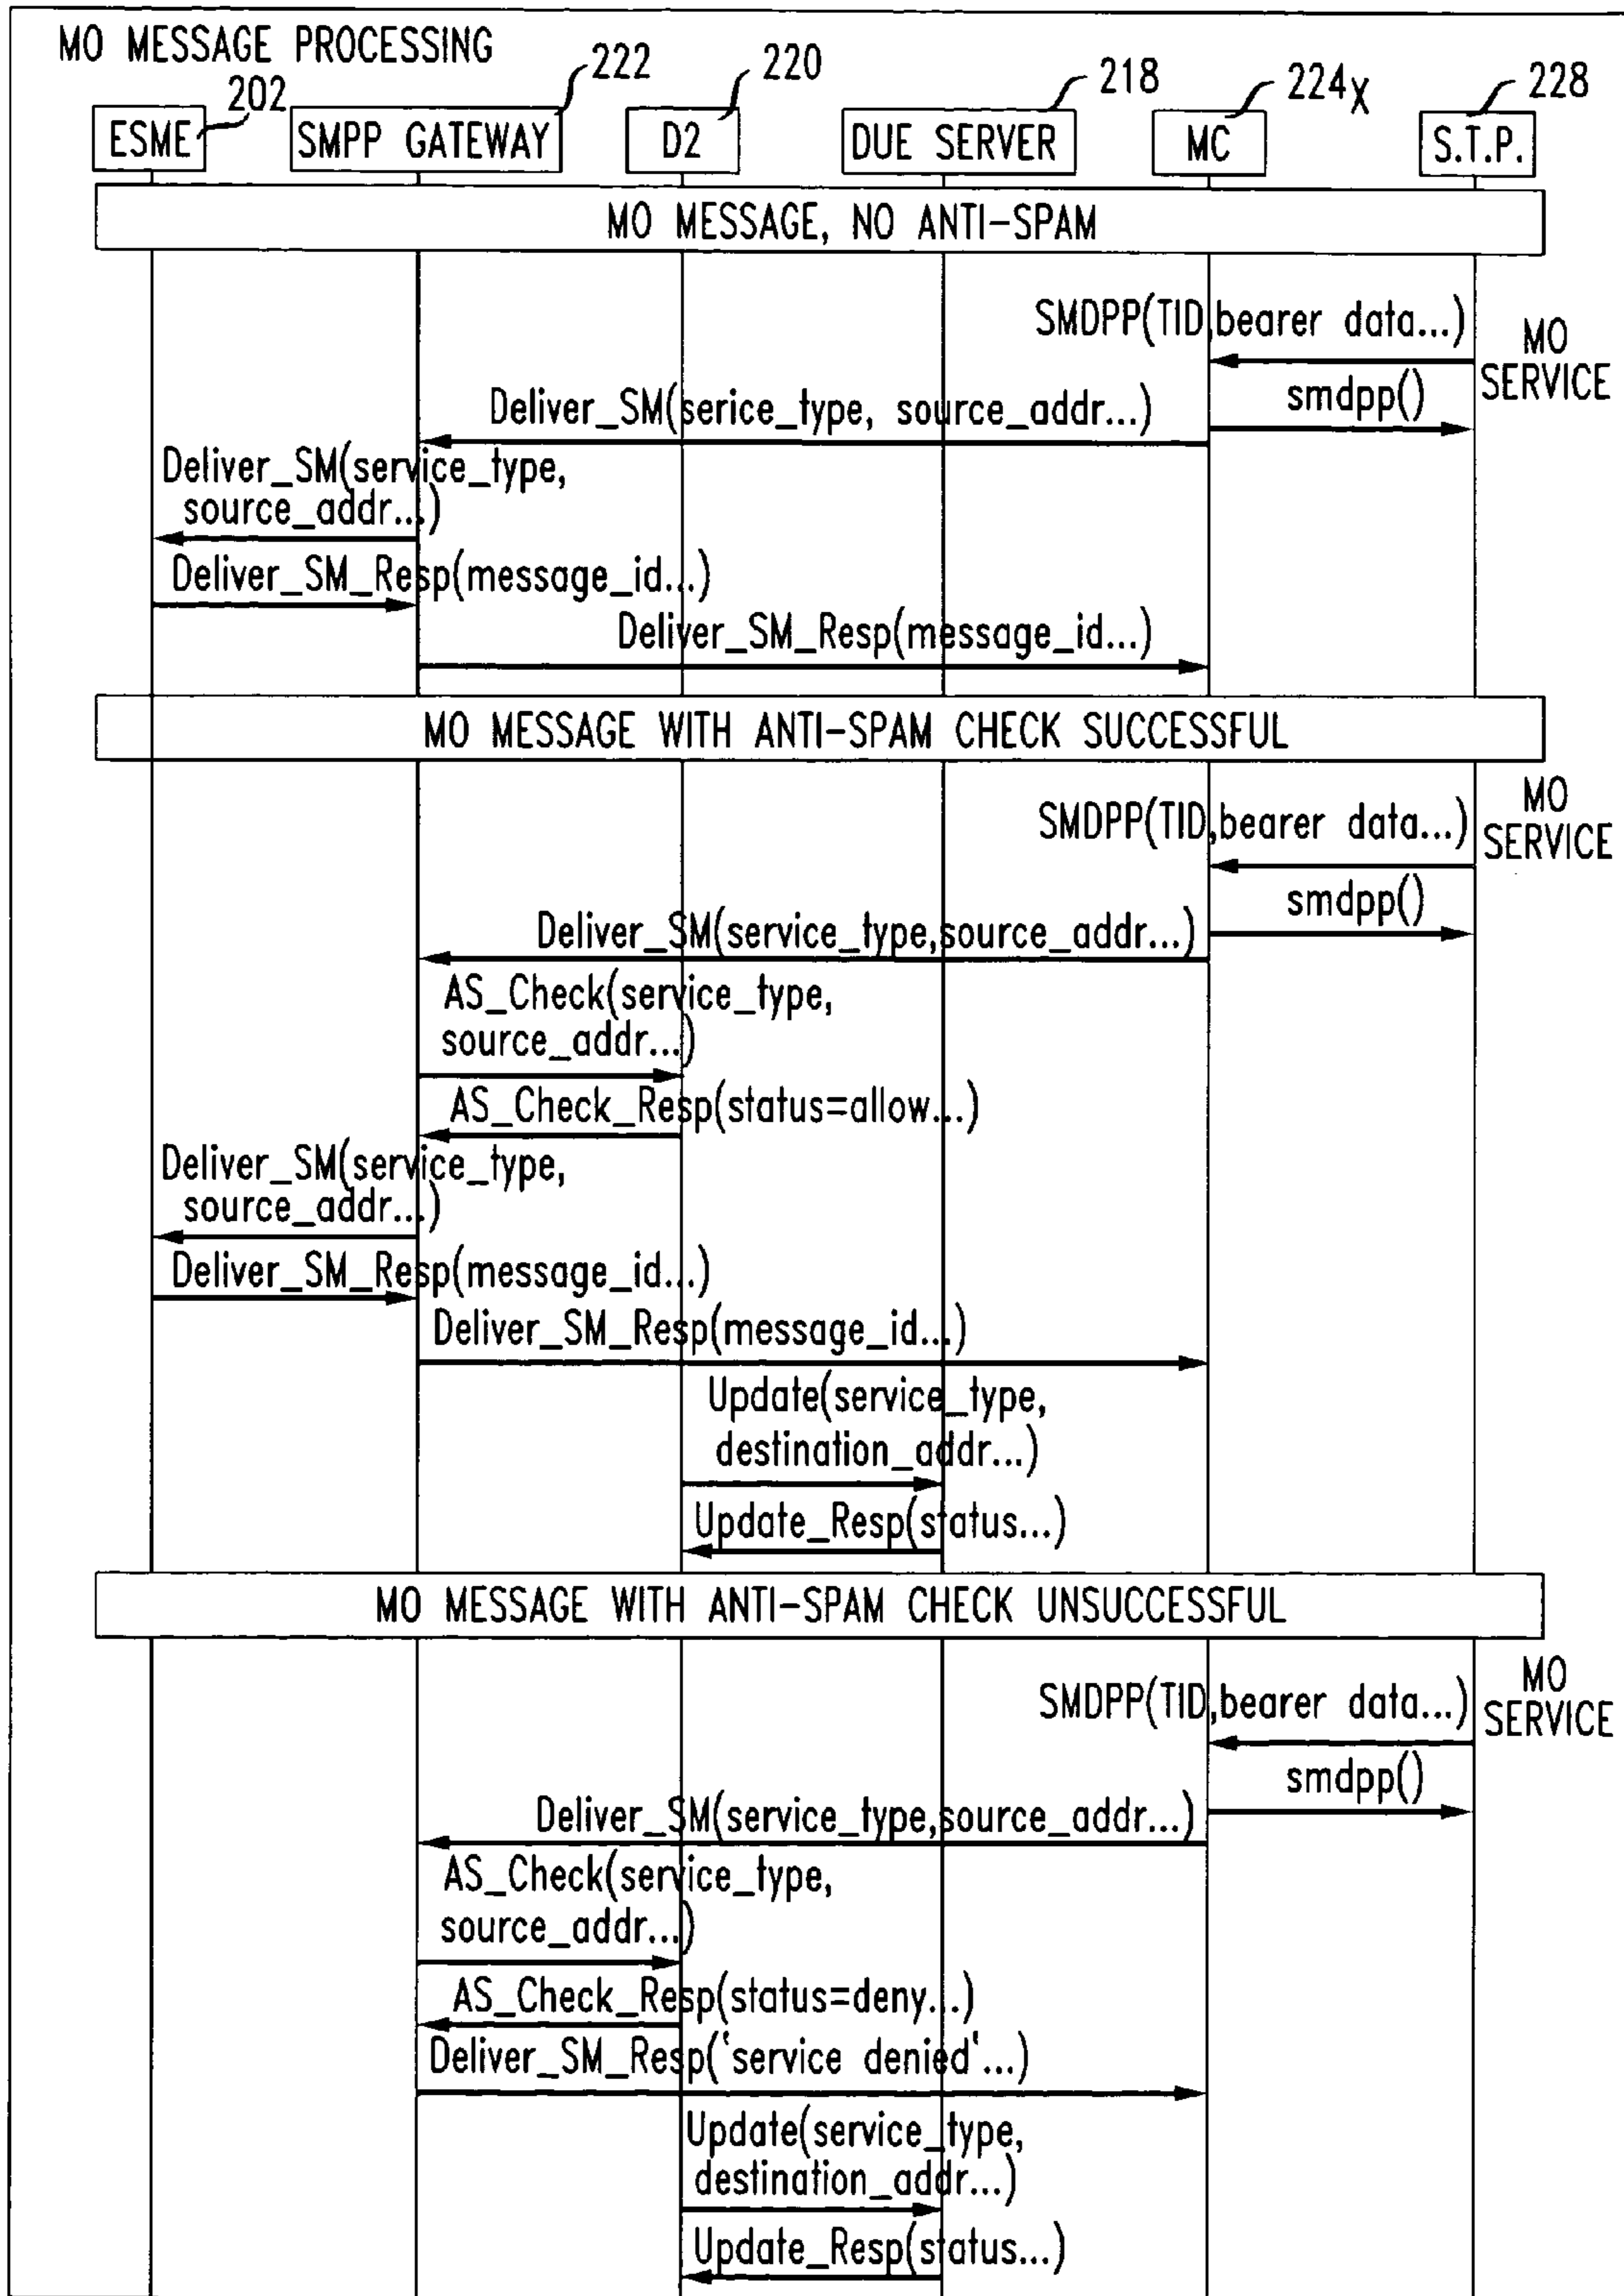 MO MESSAGE PROCESSING
202
222
220
218
224X
228
ESME
SMPP GATEWAY
D2
DUE SERVER
MC
S.T.P.
MO MESSAGE, NO ANTI-SPAM
SMDPP(TID,bearer data...)
MO
SERVICE
smdpp()
Deliver_SM(serice_type, source_addr...)
Deliver_SM(service_type,
source_addr...)
Deliver_SM_Resp(message_id...)
Deliver_SM_Resp(message_id...)
MO MESSAGE WITH ANTI-SPAM CHECK SUCCESSFUL
MO
SERVICE
SMDPP(TID,bearer data...)
smdpp()
Deliver_SM(service_type,source_addr...)
AS_Check(service_type,
source_addr...)
AS_Check_Resp(status=allow...)
Deliver_SM(service_type,
source_addr...)
Deliver_SM_Resp(message_id...)
Deliver_SM_Resp(message_id...)
Update(service_type,
destination_addr...)
Update_Resp(status...)
MO MESSAGE WITH ANTI-SPAM CHECK UNSUCCESSFUL
MO
SERVICE
SMDPP(TID,bearer data...)
smdpp()
Deliver_SM(service_type,source_addr...)
AS_Check(service_type,
source_addr...)
AS_Check_Resp(status=deny...)
Deliver_SM_Resp(‘service denied‘...)
Update(service_type,
destination_addr...)
Update_Resp(status...)